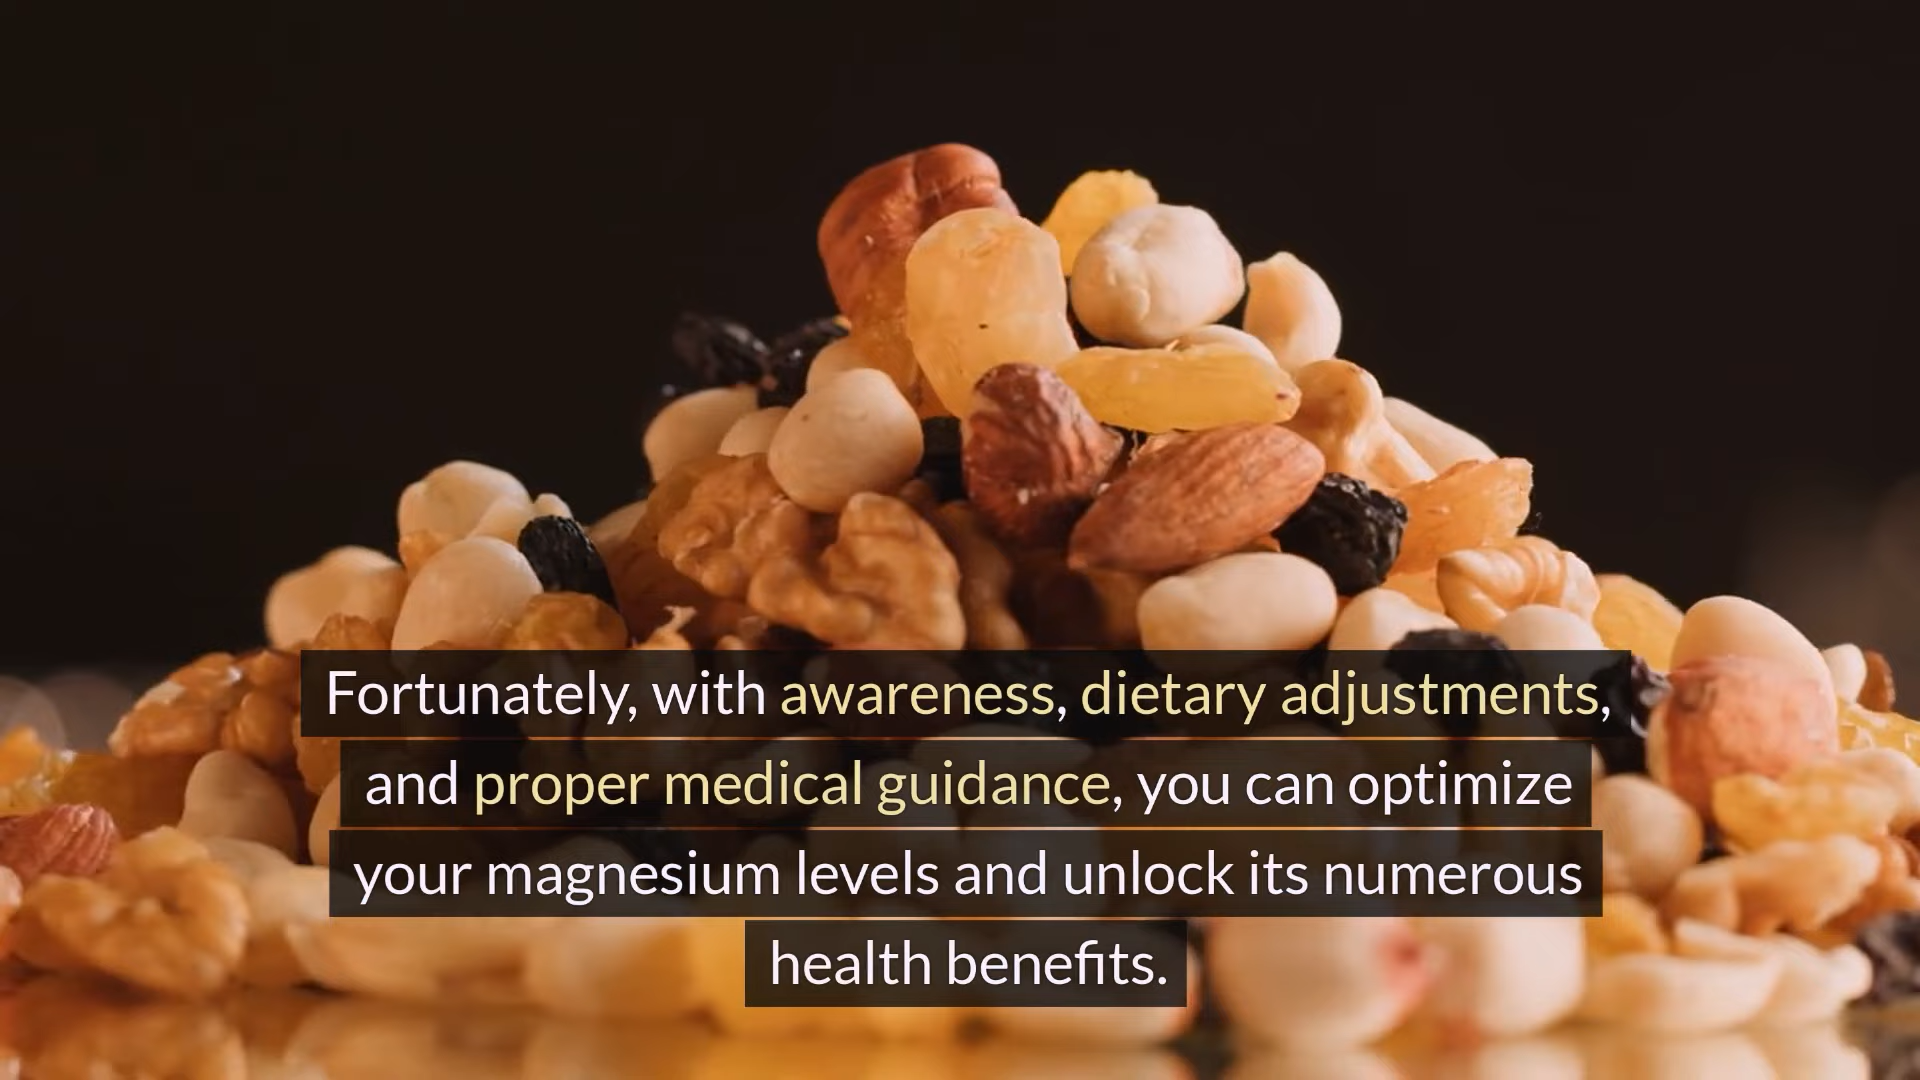 Fortunately, with awareness, dietary adjustments,
and proper medical guidance, you can optimize
your magnesium levels and unlock its numerous
health benefits.